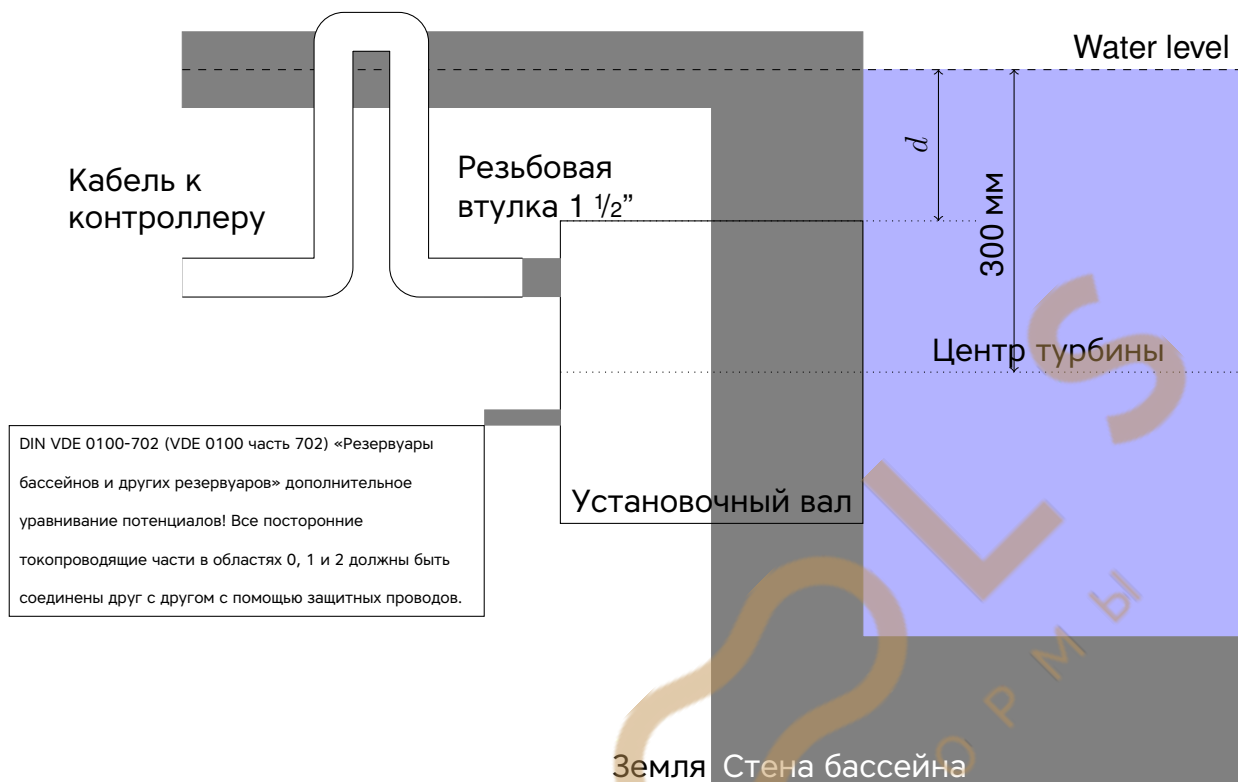 Water level
d
300 мм
Кабель к
контроллеру
Резьбовая
втулка 1 ½”
Центр турбины
Установочный вал
DIN VDE 0100-702 (VDE 0100 часть 702) «Резервуары
бассейнов и других резервуаров» дополнительное
уравнивание потенциалов! Все посторонние
токопроводящие части в областях 0, 1 и 2 должны быть
соединены друг с другом с помощью защитных проводов.
Земля
Стена бассейна
OLS
ОРМЫ